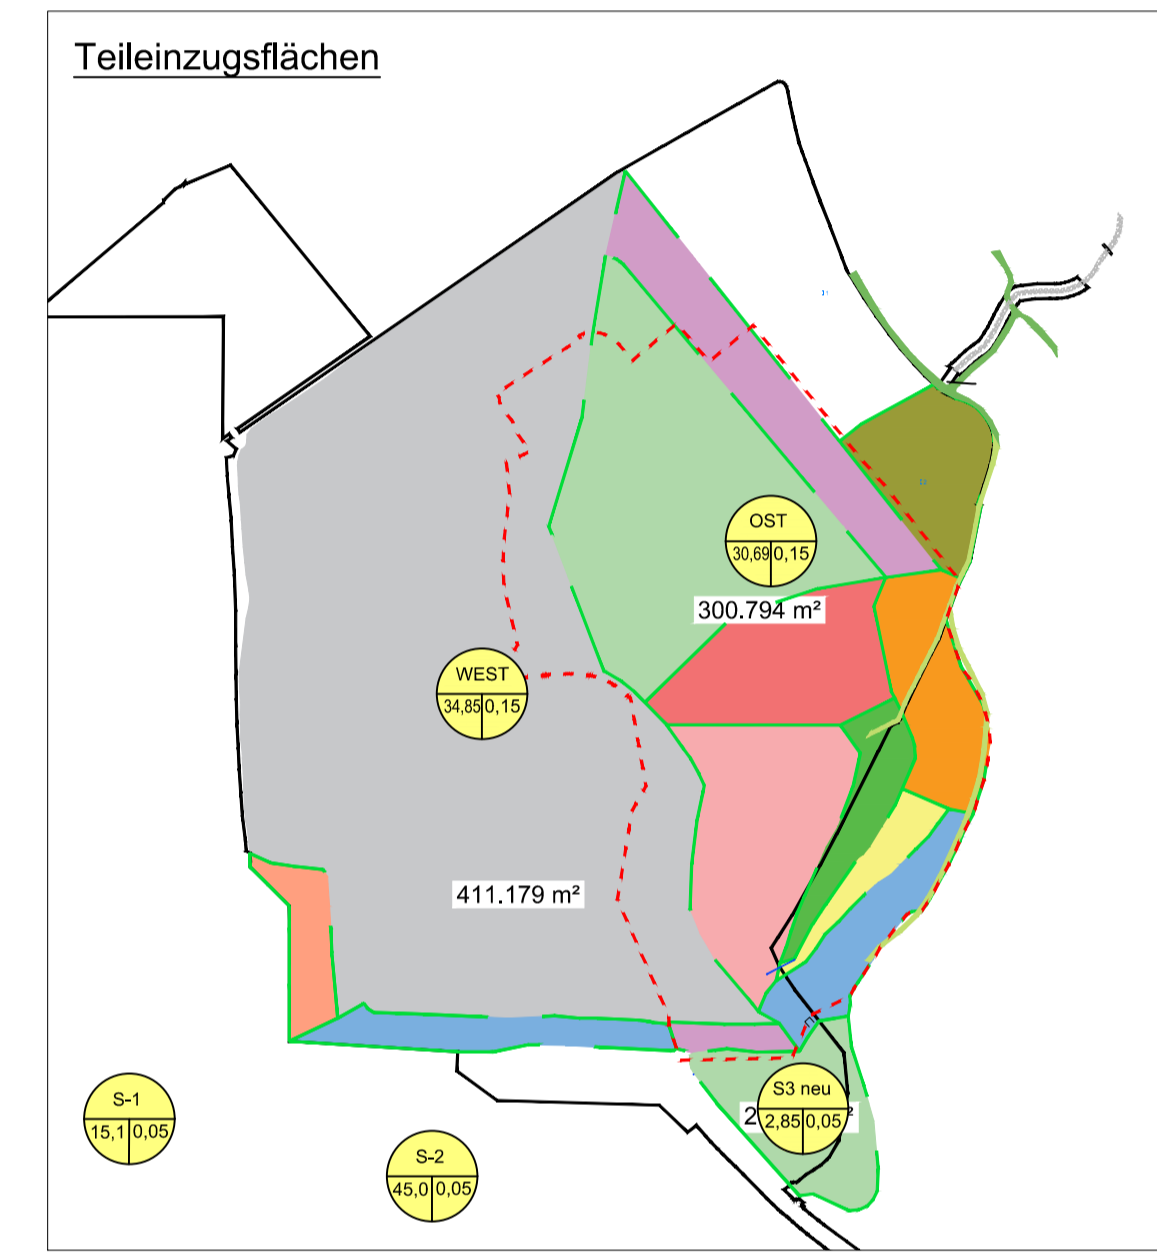 Teileinzugsflächen
OST
30,69 0,15
300.794 m²
WEST
34,85 0,15
411.179 m²
S3 neu
2,85 0,05
S-1
15,1 0,05
S-2
45,0 0,05